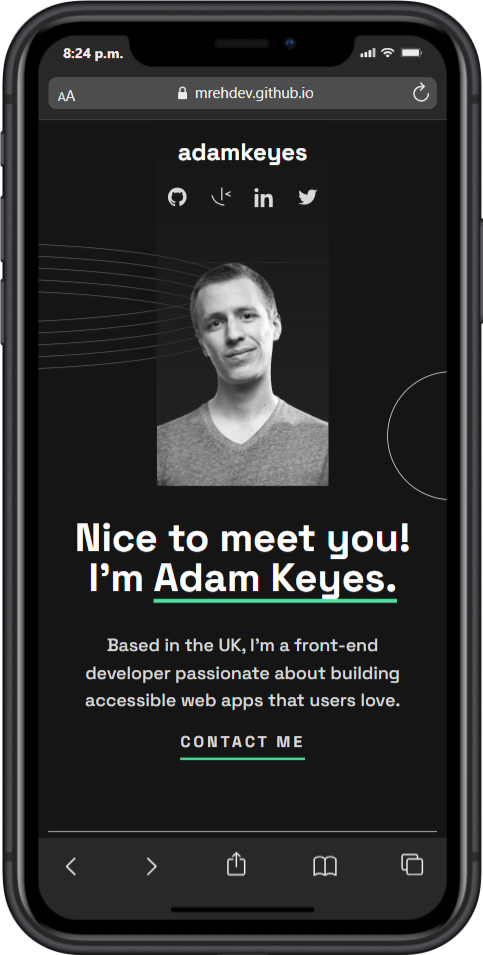 8:24 p.m.
AA mrehdev.github.io
adamkeyes
in
Nice to meet you!
I'm Adam Keyes.
Based in the UK, I'm a front-end
developer passionate about building
accessible web apps that users love.
CONTACT ME